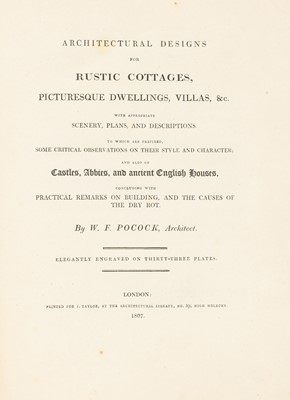 ARCHITECTURAL DESIGNS
FOR
RUSTIC COTTAGES,
PICTURESQUE DWELLINGS, VILLAS, &c.
WITH APPROPRIATE
SCENERY, PLANS, AND DESCRIPTIONS.
TO WHICH ARE PREFIXED,
SOME CRITICAL OBSERVATIONS ON THEIR STYLE AND CHARACTER;
AND ALSO OF
Castles, Abbies, and ancient English Houses,
CONCLUDING WITH
PRACTICAL REMARKS ON BUILDING, AND THE CAUSES OF
THE DRY ROT.
By W. F. POCOCK, Architect.
ELEGANTLY ENGRAVED ON THIRTY-THREE PLATES.
LONDON:
PRINTED FOR J. TAYLOR, AT THE ARCHITECTURAL LIBRARY, NO. 59, HIGH HOLBORN.
1807.